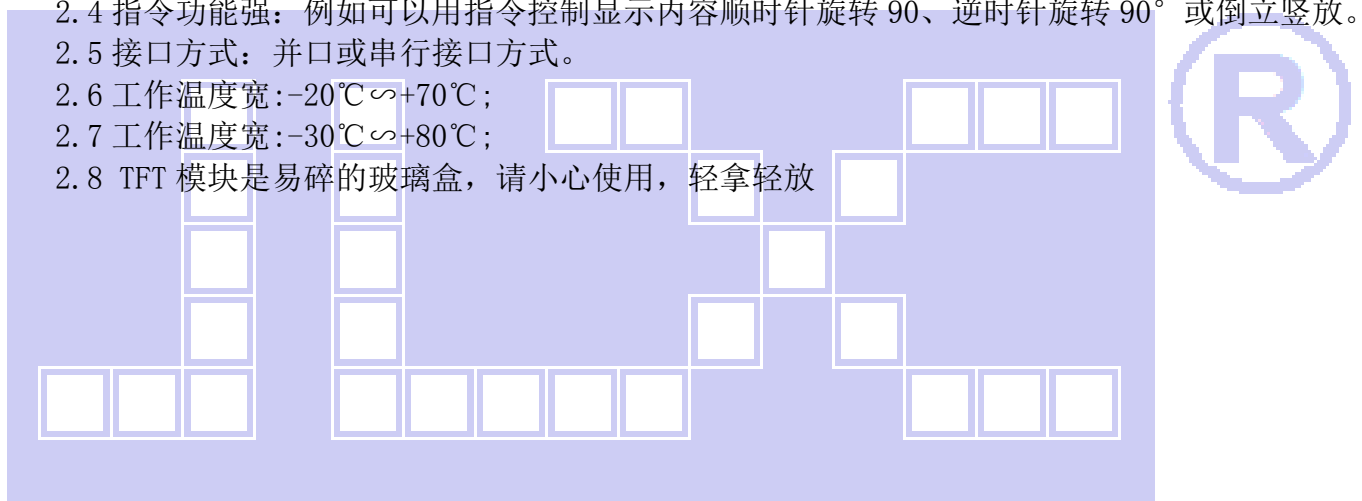 2.4 指令功能强：例如可以用指令控制显示内容顺时针旋转 90、逆时针旋转 90°或倒立竖放。
2.5 接口方式：并口或串行接口方式。
2.6 工作温度宽:-20℃∽+70℃;
2.7 工作温度宽:-30℃∽+80℃;
2.8 TFT 模块是易碎的玻璃盒，请小心使用，轻拿轻放
JLX
®